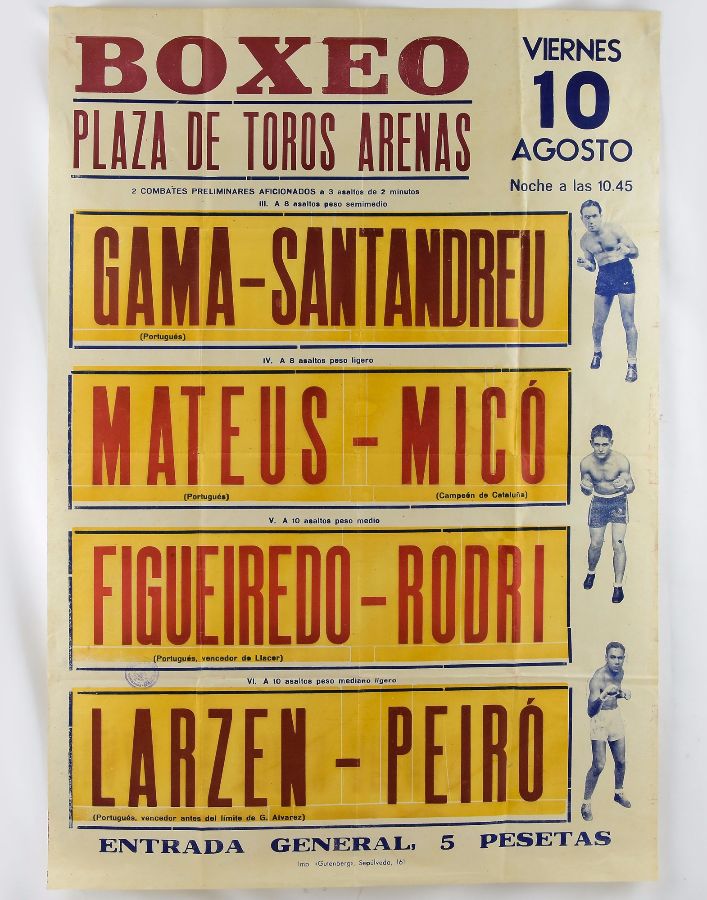 BOXEO
PLAZA DE TOROS ARENAS
VIERNES
10
AGOSTO
Noche a las 10.45
2 COMBATES PRELIMINARES AFICIONADOS a 3 asaltos de 2 minutos
III. A 8 asaltos peso semimedio
GAMA-SANTANDREU
(Portugués)
IV. A 8 asaltos peso ligero
MATEUS - MICÓ
(Portugués) (Campeón de Cataluña)
V. A 10 asaltos peso medio
FIGUEIREDO-RODRI
(Portugués, vencedor de Llacer)
VI. A 10 asaltos peso mediano ligero
LARZEN - PEIRÓ
(Portugués, vencedor antes del límite de G. Alvarez)
ENTRADA GENERAL, 5 PESETAS
Imp. «Gutenberg», Sepúlveda, 161